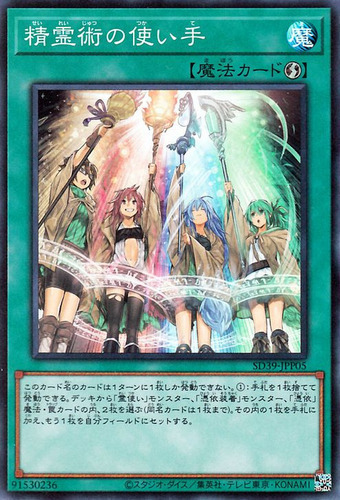 精霊術の使い手
魔
【魔法カード】
SD39-JPP05
このカード名のカードは1ターンに1枚しか発動できない。①:手札を1枚捨てて
発動できる。デッキから「霊使い」モンスター、「憑依装着」モンスター、「憑依」
魔法・罠カードの内、2枚を選ぶ(同名カードは1枚まで)。その内の1枚を手札に
加え、もう1枚を自分フィールドにセットする。
91530236
©スタジオ・ダイス/集英社・テレビ東京・KONAMI